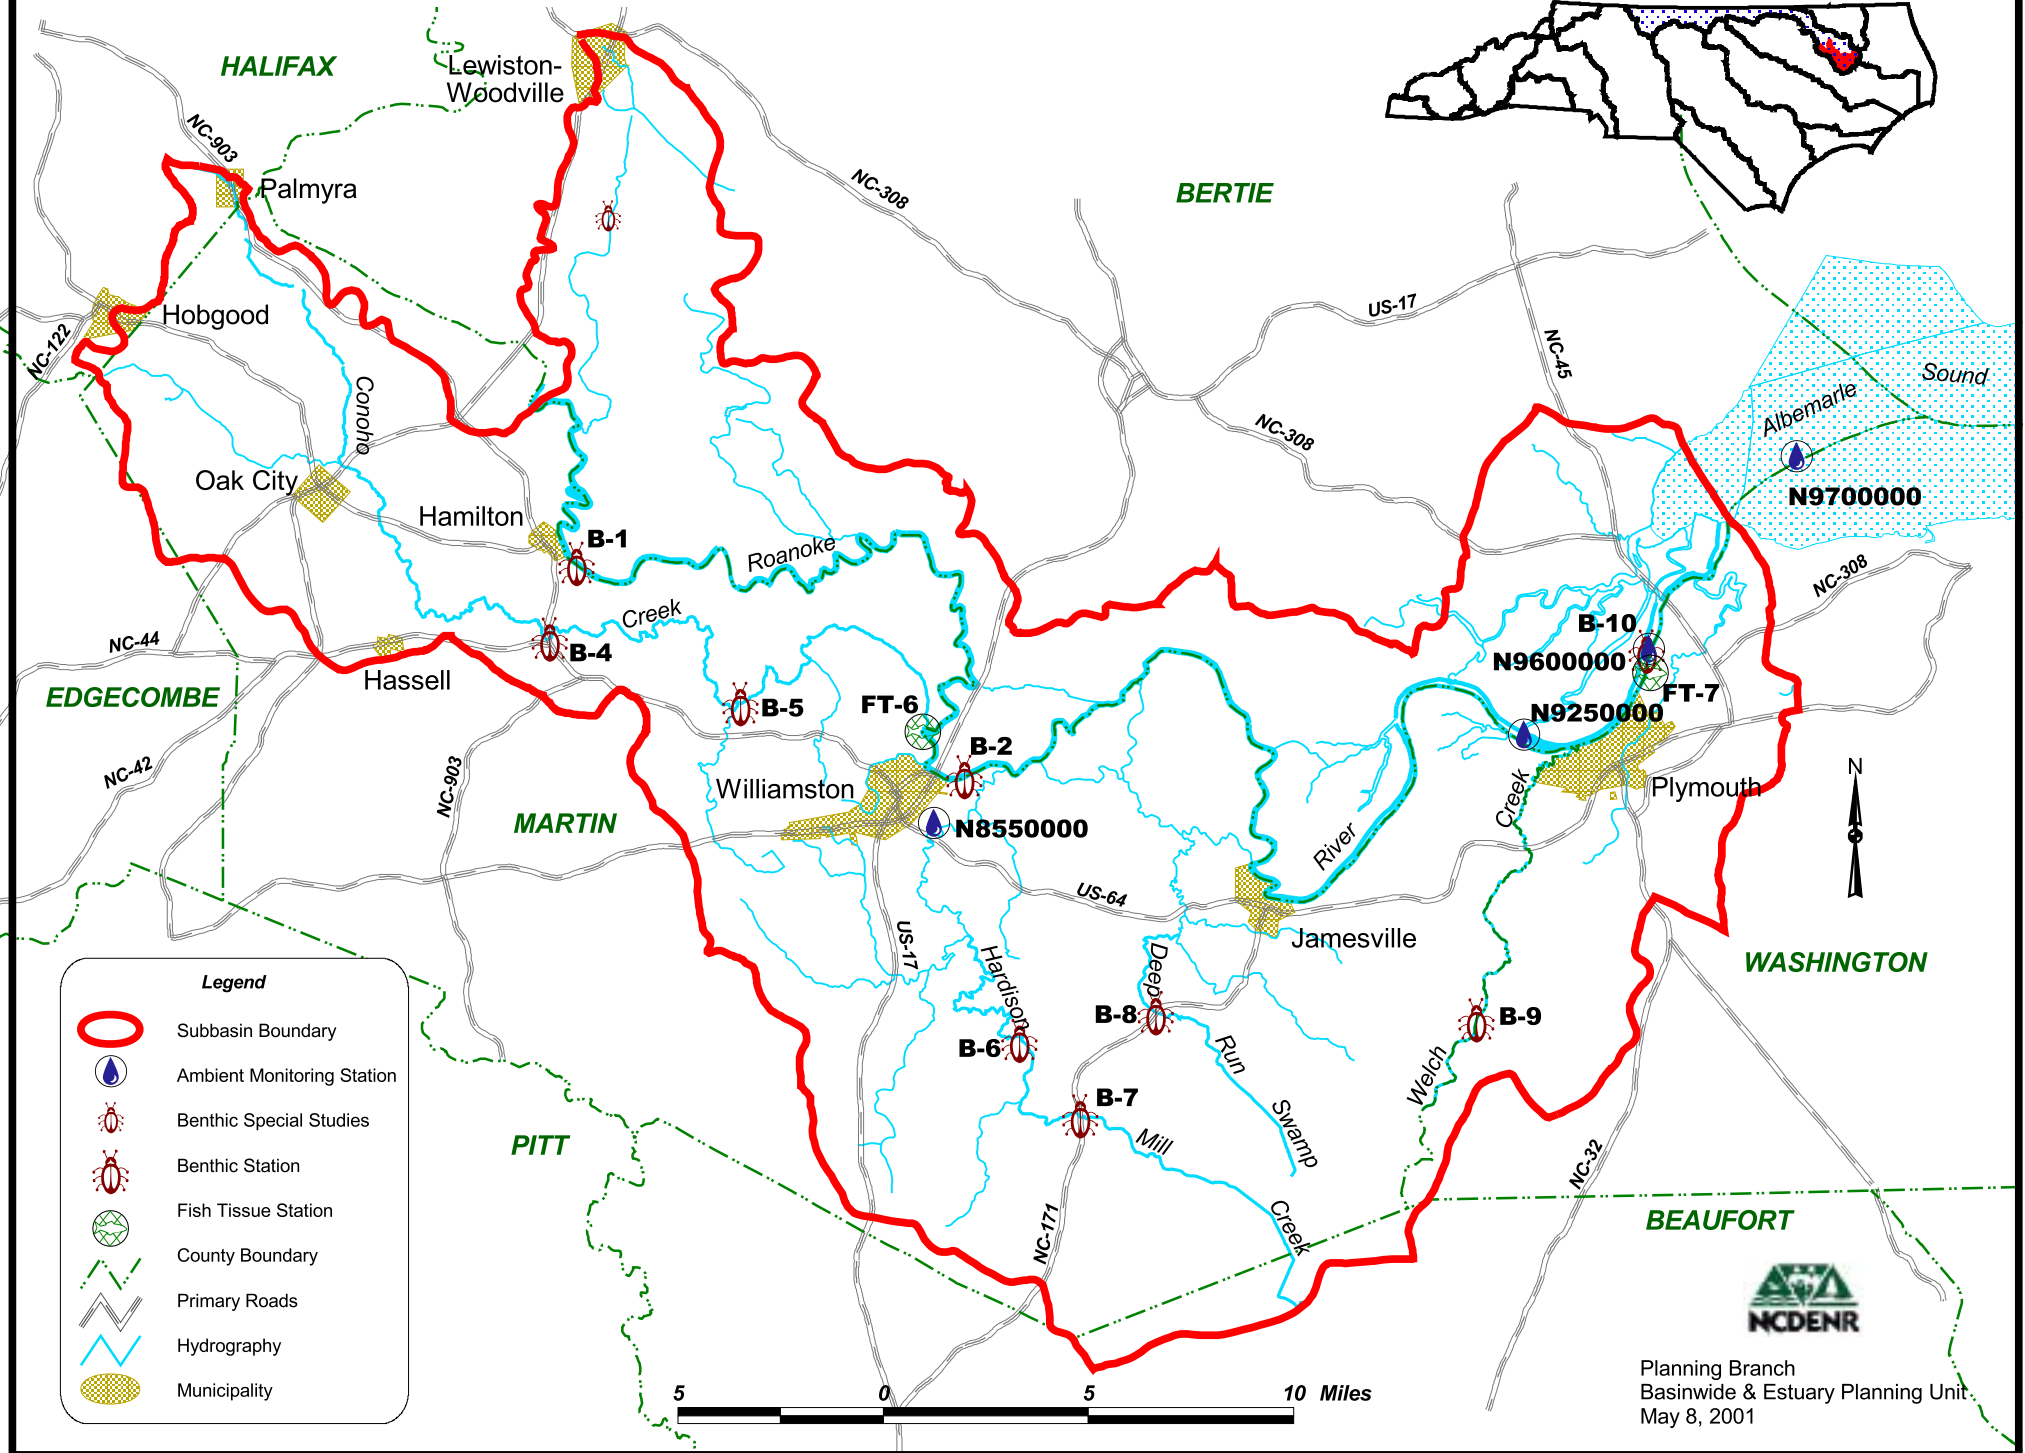 HALIFAX
Lewiston-
Woodville
NC-903
Palmyra
NC-308
BERTIE
Hobgood
NC-122
US-17
NC-45
Conoho
Albemarle
Sound
NC-308
Oak City
Hamilton
N9700000
B-1
Roanoke
NC-308
Creek
B-10
NC-44
B-4
N9600000
Hassell
EDGECOMBE
B-5
FT-6
FT-7
N9250000
B-2
NC-42
NC-903
Williamston
Plymouth
N
MARTIN
N8550000
Creek
River
US-64
US-17
Jamesville
Hardison
Deep
WASHINGTON
B-8
B-9
B-6
Run
Welch
B-7
Mill
Swamp
PITT
NC-32
NC-171
Creek
BEAUFORT
Legend
Subbasin Boundary
Ambient Monitoring Station
Benthic Special Studies
Benthic Station
Fish Tissue Station
County Boundary
Primary Roads
Hydrography
Municipality
5 0 5 10 Miles
NCDENR
Planning Branch
Basinwide & Estuary Planning Unit
May 8, 2001